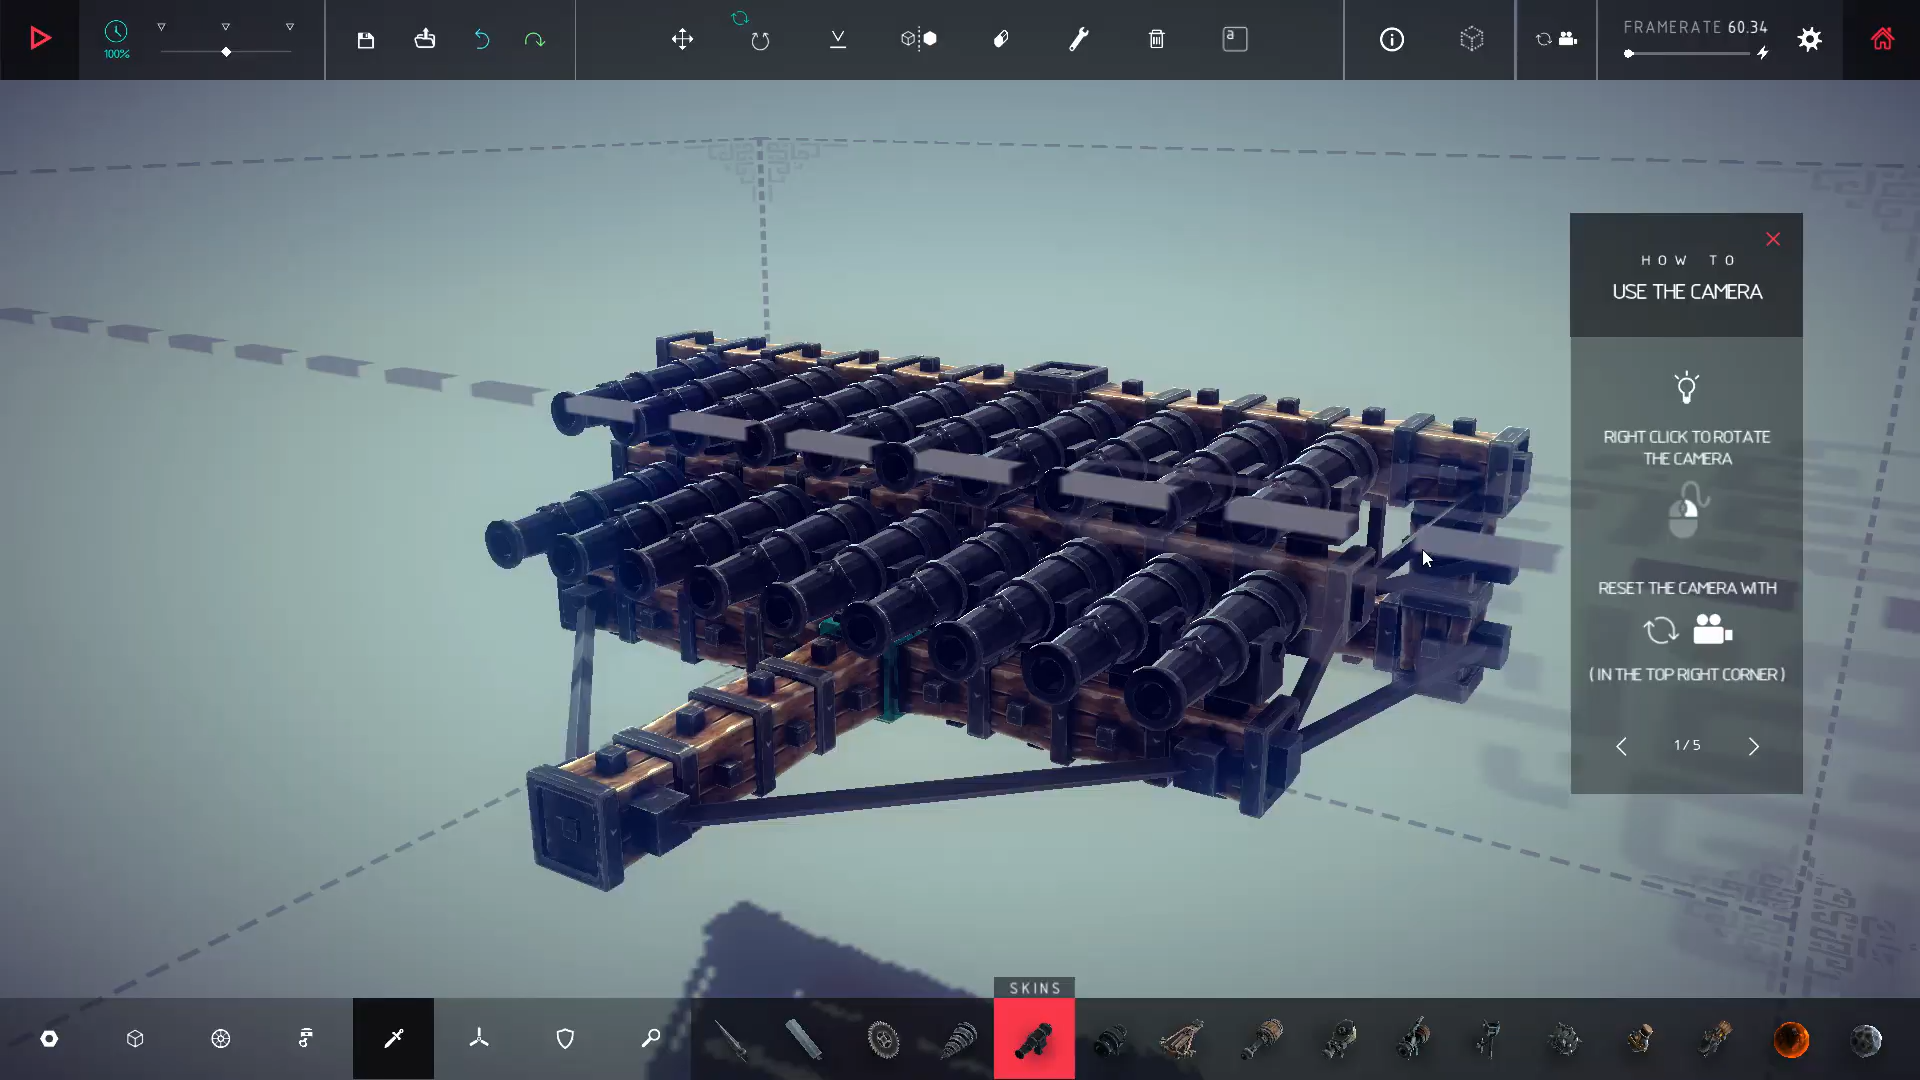 100%
a
FRAMERATE 60.34
HOW TO
USE THE CAMERA
RIGHT CLICK TO ROTATE
THE CAMERA
RESET THE CAMERA WITH
( IN THE TOP RIGHT CORNER )
1/5
SKINS